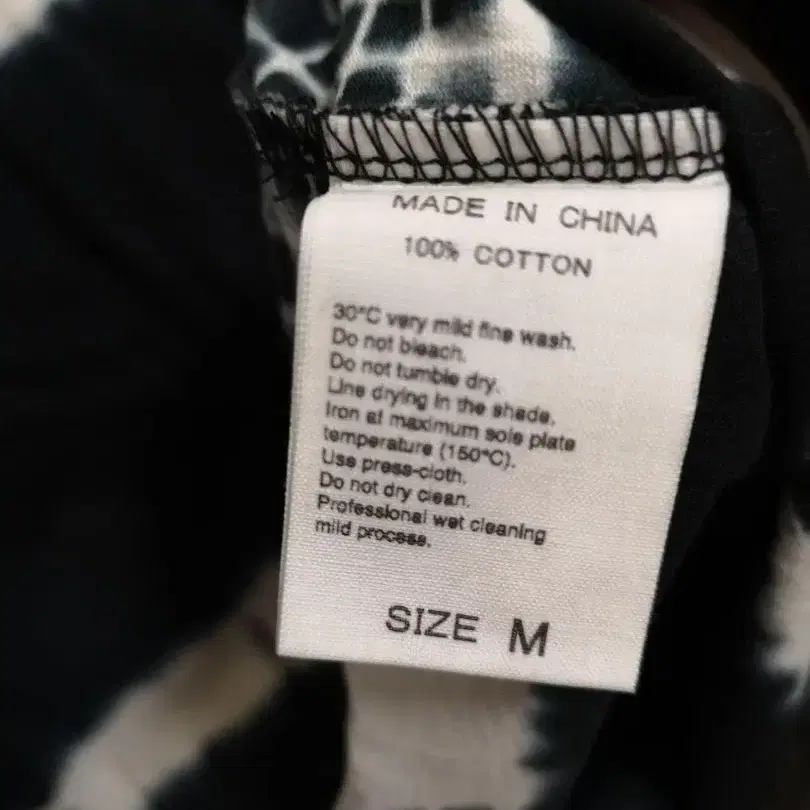 MADE IN CHINA
100% COTTON
30°C very mild fine wash.
Do not bleach.
Do not tumble dry.
Line drying in the shade.
Iron at maximum sole plate
temperature (150°C).
Use press-cloth.
Do not dry clean.
Professional wet cleaning
mild process.
SIZE M